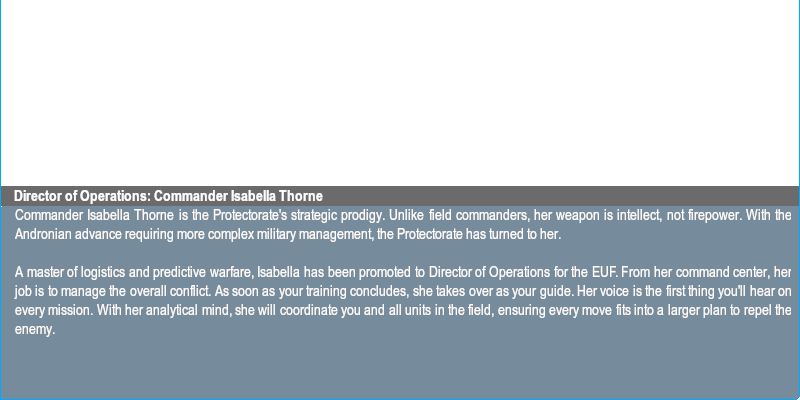 Director of Operations: Commander Isabella Thorne
Commander Isabella Thorne is the Protectorate's strategic prodigy. Unlike field commanders, her weapon is intellect, not firepower. With the
Andronian advance requiring more complex military management, the Protectorate has turned to her.
A master of logistics and predictive warfare, Isabella has been promoted to Director of Operations for the EUF. From her command center, her
job is to manage the overall conflict. As soon as your training concludes, she takes over as your guide. Her voice is the first thing you'll hear on
every mission. With her analytical mind, she will coordinate you and all units in the field, ensuring every move fits into a larger plan to repel the
enemy.